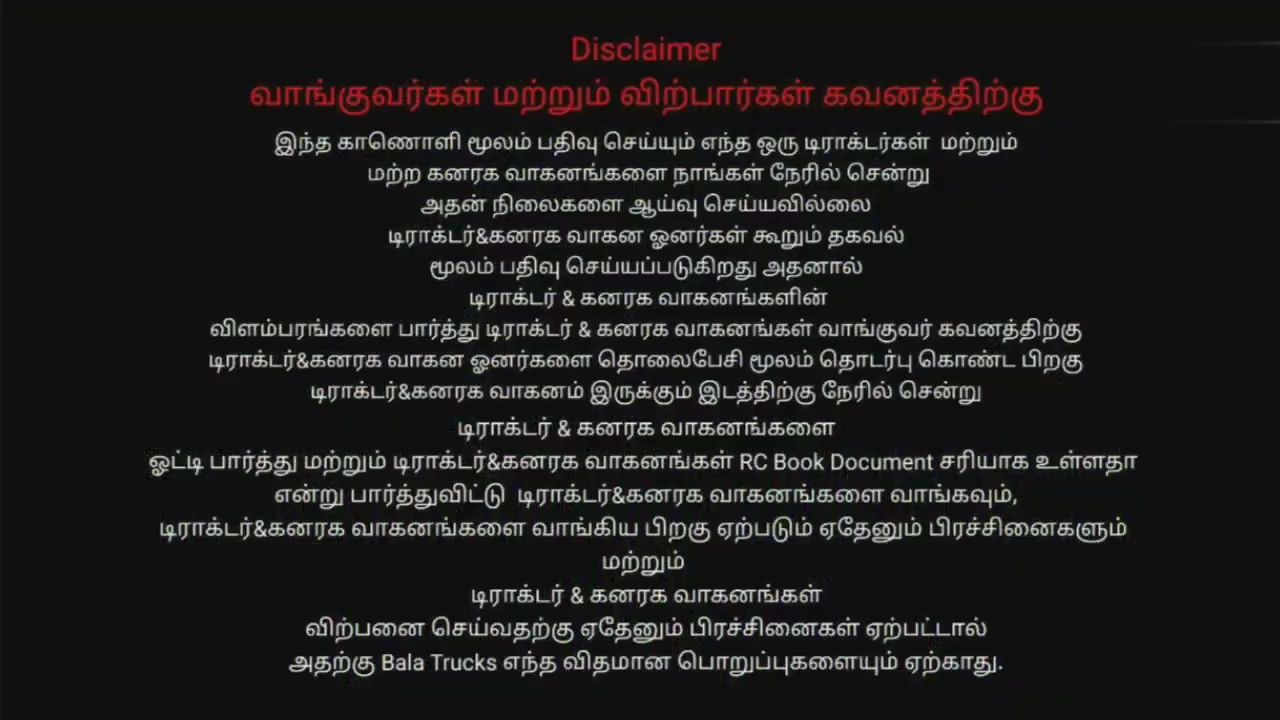 Disclaimer
வாங்குவர்கள் மற்றும் விற்பார்கள் கவனத்திற்கு
இந்த காணொளி மூலம் பதிவு செய்யும் எந்த ஒரு டிராக்டர்கள் மற்றும்
மற்ற கனரக வாகனங்களை நாங்கள் நேரில் சென்று
அதன் நிலைகளை ஆய்வு செய்யவில்லை
டிராக்டர்&கனரக வாகன ஓனர்கள் கூறும் தகவல்
மூலம் பதிவு செய்யப்படுகிறது அதனால்
டிராக்டர் & கனரக வாகனங்களின்
விளம்பரங்களை பார்த்து டிராக்டர் & கனரக வாகனங்கள் வாங்குவர் கவனத்திற்கு
டிராக்டர்&கனரக வாகன ஓனர்களை தொலைபேசி மூலம் தொடர்பு கொண்ட பிறகு
டிராக்டர்&கனரக வாகனம் இருக்கும் இடத்திற்கு நேரில் சென்று
டிராக்டர் & கனரக வாகனங்களை
ஓட்டி பார்த்து மற்றும் டிராக்டர்&கனரக வாகனங்கள் RC Book Document சரியாக உள்ளதா
என்று பார்த்துவிட்டு டிராக்டர்&கனரக வாகனங்களை வாங்கவும்,
டிராக்டர்&கனரக வாகனங்களை வாங்கிய பிறகு ஏற்படும் ஏதேனும் பிரச்சினைகளும்
மற்றும்
டிராக்டர் & கனரக வாகனங்கள்
விற்பனை செய்வதற்கு ஏதேனும் பிரச்சினைகள் ஏற்பட்டால்
அதற்கு Bala Trucks எந்த விதமான பொறுப்புகளையும் ஏற்காது.